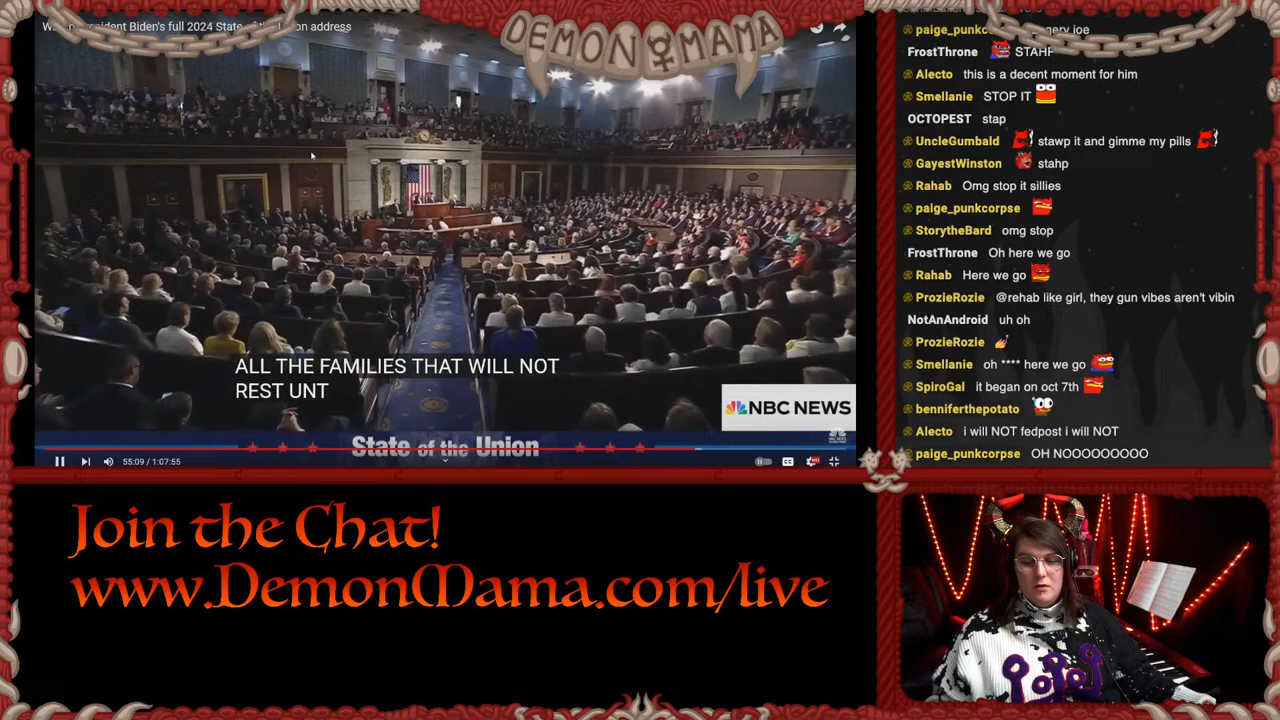 President Biden's full 2024 State
address
DEMON MAMA
ALL THE FAMILIES THAT WILL NOT
REST UNT
NBC NEWS
State of the Union
55:09 / 1:07:55
joe
FrostThrone STAHP
Alecto this is a decent moment for him
Smellanie STOP IT
OCTOPEST stap
UncleGumbald stawp it and gimme my pills
GayestWinston stahp
Rahab Omg stop it sillies
paige_punkcorpse
StorytheBard omg stop
FrostThrone Oh here we go
Rahab Here we go
ProzieRozie @rehab like girl, they gun vibes aren't vibin
NotAnAndroid uh oh
ProzieRozie
Smellanie oh **** here we go
SpiroGal it began on oct 7th
benniferthepotato
Alecto i will NOT fedpost i will NOT
paige_punkcorpse OH NOOOOOOOOO
Join the Chat!
www.DemonMama.com/live